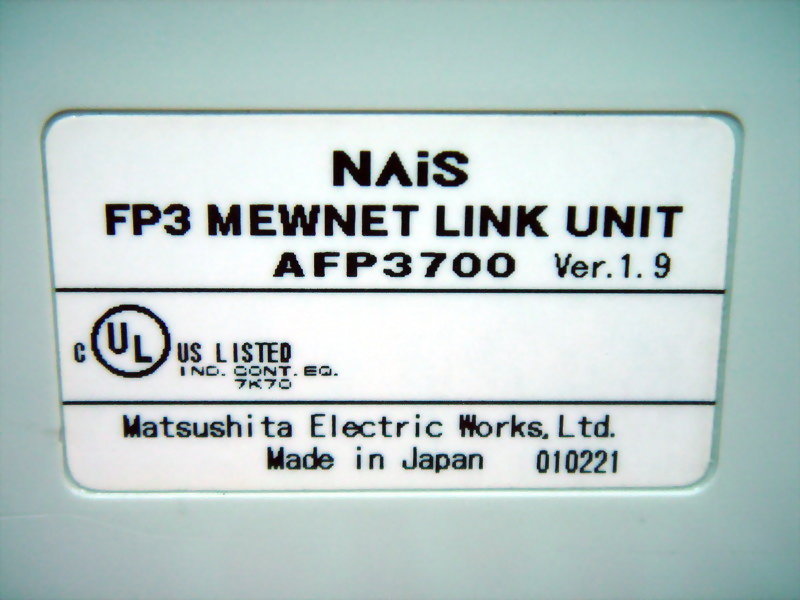 NAiS
FP3 MEWNET LINK UNIT
AFP3700 Ver.1.9
C UL US LISTED
IND. CONT. EQ.
7K70
Matsushita Electric Works,Ltd.
Made in Japan 010221